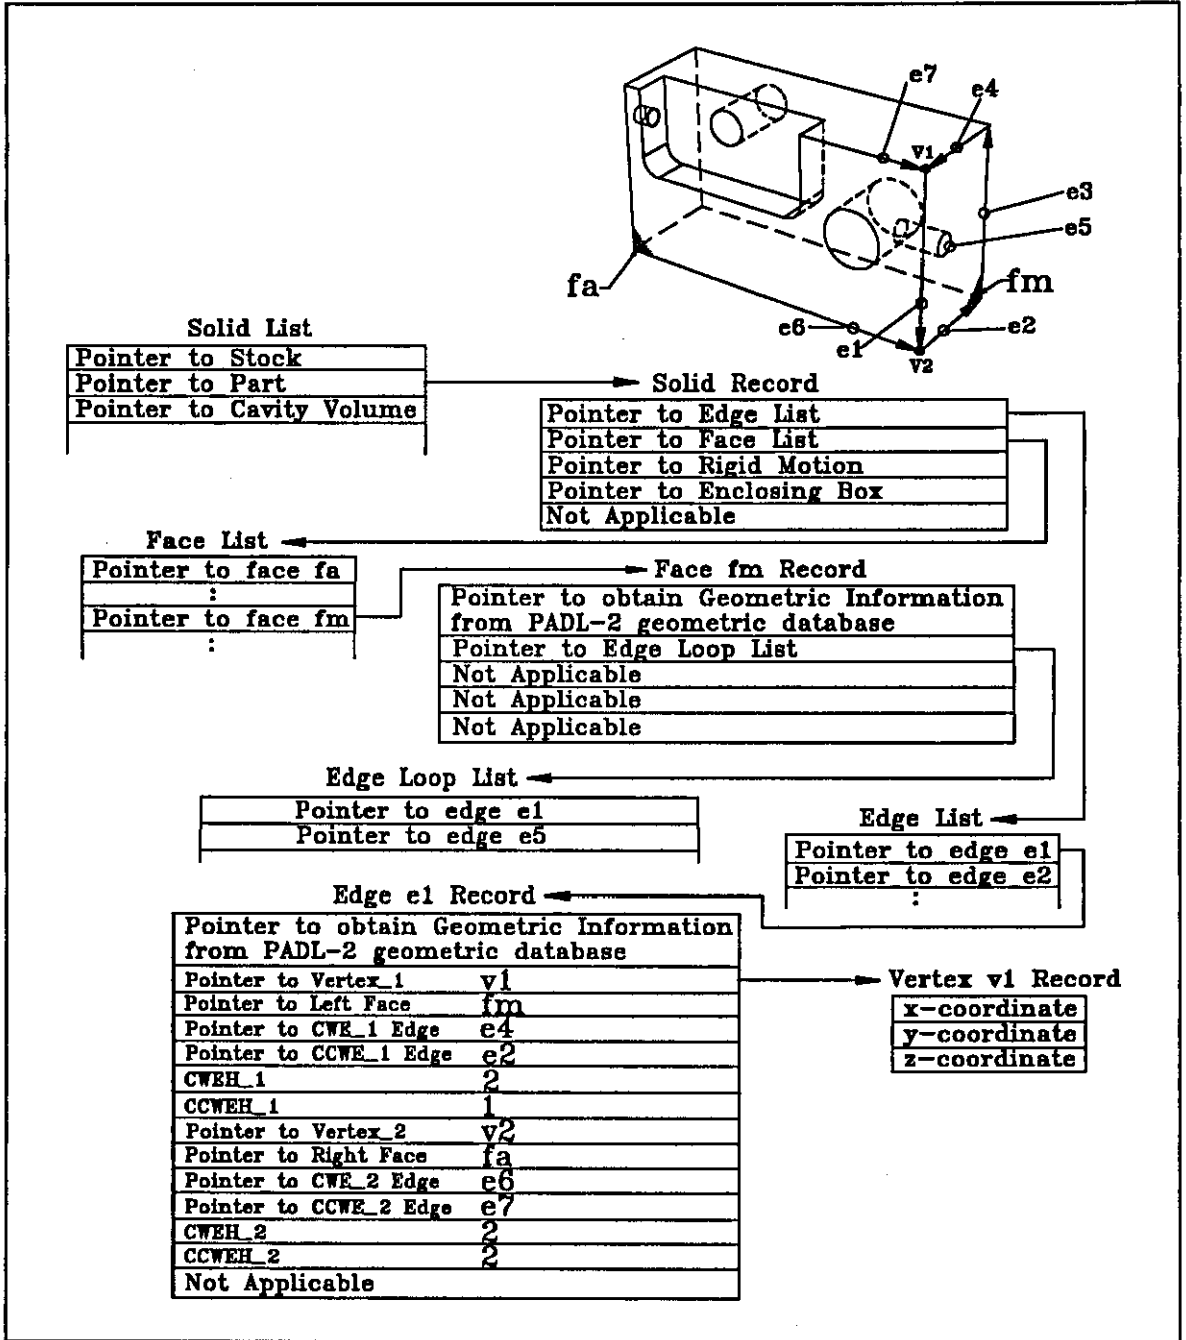 e7
e4
v1
e3
e5
fa
fm
e6
e1
e2
v2
Solid List
Pointer to Stock
Pointer to Part
Pointer to Cavity Volume
Solid Record
Pointer to Edge List
Pointer to Face List
Pointer to Rigid Motion
Pointer to Enclosing Box
Not Applicable
Face List
Pointer to face fa
:
Pointer to face fm
:
Face fm Record
Pointer to obtain Geometric Information
from PADL-2 geometric database
Pointer to Edge Loop List
Not Applicable
Not Applicable
Not Applicable
Edge Loop List
Pointer to edge e1
Pointer to edge e5
Edge List
Pointer to edge e1
Pointer to edge e2
:
Edge e1 Record
Pointer to obtain Geometric Information
from PADL-2 geometric database
Pointer to Vertex_1 v1
Pointer to Left Face fm
Pointer to CWE_1 Edge e4
Pointer to CCWE_1 Edge e2
CWEH_1 2
CCWEH_1 1
Pointer to Vertex_2 v2
Pointer to Right Face fa
Pointer to CWE_2 Edge e6
Pointer to CCWE_2 Edge e7
CWEH_2 2
CCWEH_2 2
Not Applicable
Vertex v1 Record
x-coordinate
y-coordinate
z-coordinate